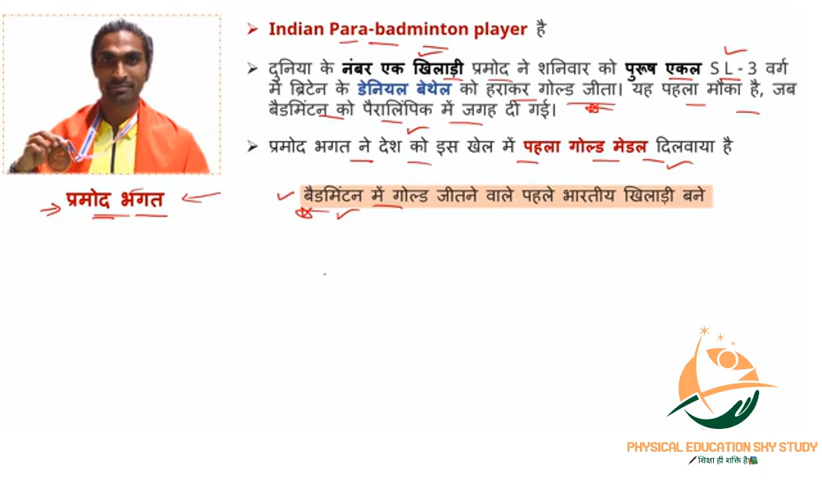 Indian Para-badminton player है
दुनिया के नंबर एक खिलाड़ी प्रमोद ने शनिवार को पुरूष एकल S L - 3 वर्ग
में ब्रिटेन के डेनियल बेथेल को हराकर गोल्ड जीता। यह पहला मौका है, जब
बैडमिंटन को पैरालिंपिक में जगह दी गई।
प्रमोद भगत ने देश को इस खेल में पहला गोल्ड मेडल दिलवाया है
प्रमोद भगत
बैडमिंटन में गोल्ड जीतने वाले पहले भारतीय खिलाड़ी बने
PHYSICAL EDUCATION SKY STUDY
शिक्षा ही शक्ति है